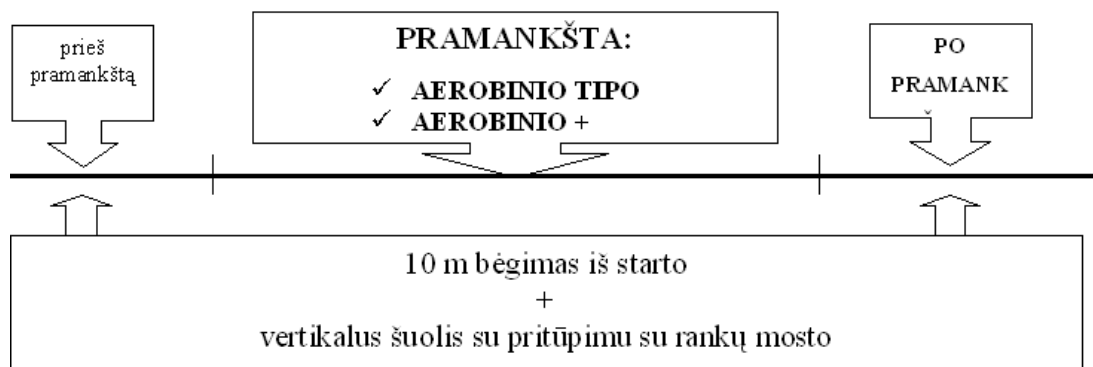 prieš
pramankštą
PRAMANKŠTA:
✓ AEROBINIO TIPO
✓ AEROBINIO +
PO
PRAMANK
10 m bėgimas iš starto
+
vertikalus šuolis su pritūpimu su rankų mosto